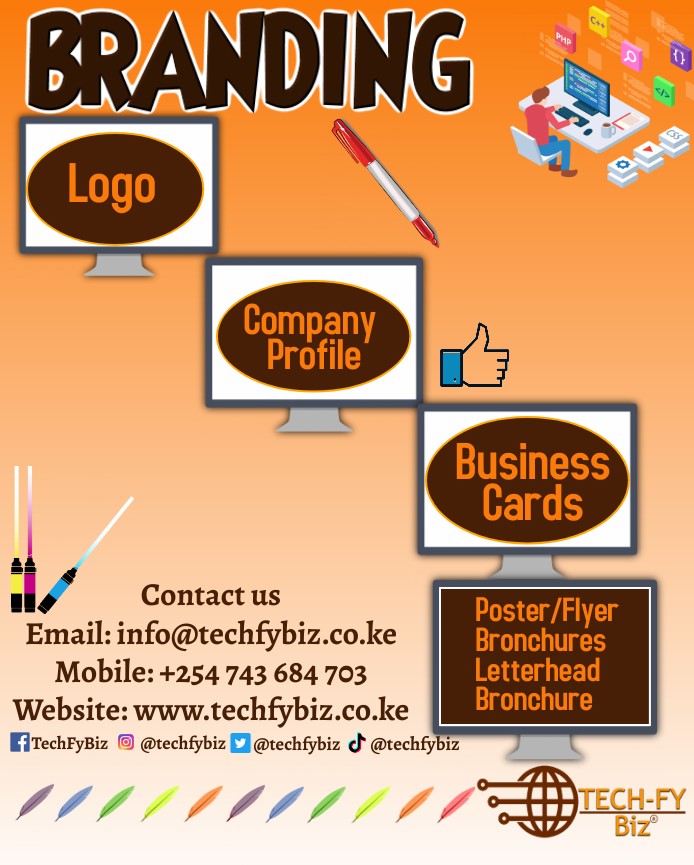 BRANDING
C++
PHP
{}
</>
CSS
Logo
Company
Profile
Business
Cards
Poster/Flyer
Bronchures
Letterhead
Bronchure
Contact us
Email: info@techfybiz.co.ke
Mobile: +254 743 684 703
Website: www.techfybiz.co.ke
TechFyBiz @techfybiz @techfybiz @techfybiz
TECH-FY
Biz®